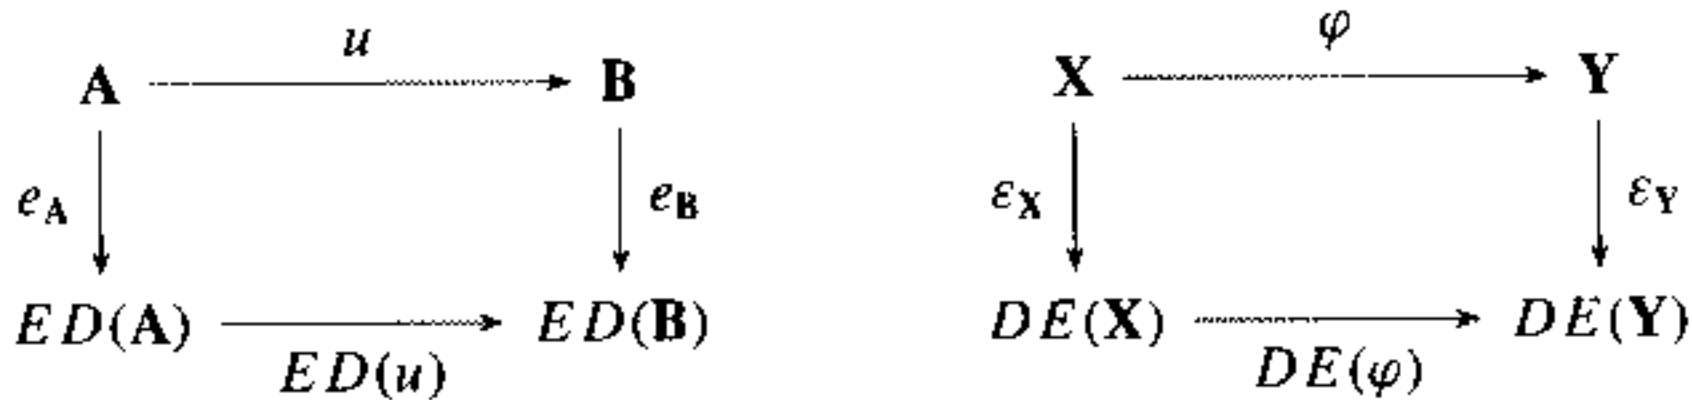 u φ
A B X Y
e_A e_B ε_X ε_Y
ED(A) ED(B) DE(X) DE(Y)
ED(u) DE(φ)